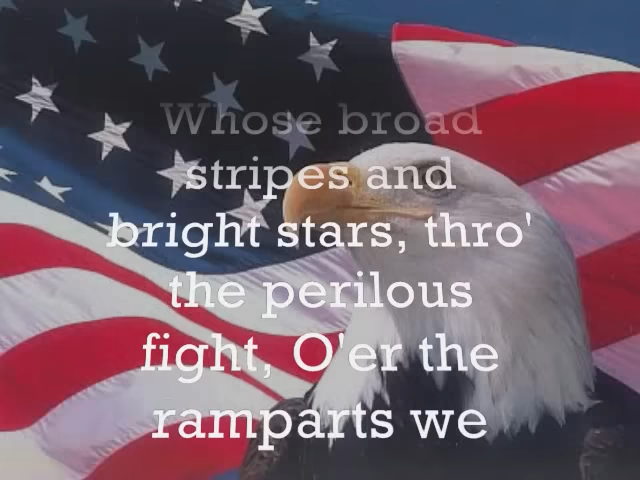 Whose broad
stripes and
bright stars, thro'
the perilous
fight, O'er the
ramparts we